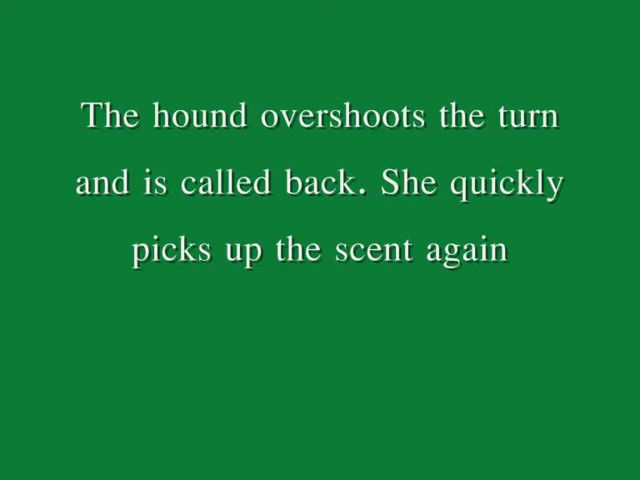 The hound overshoots the turn
and is called back. She quickly
picks up the scent again